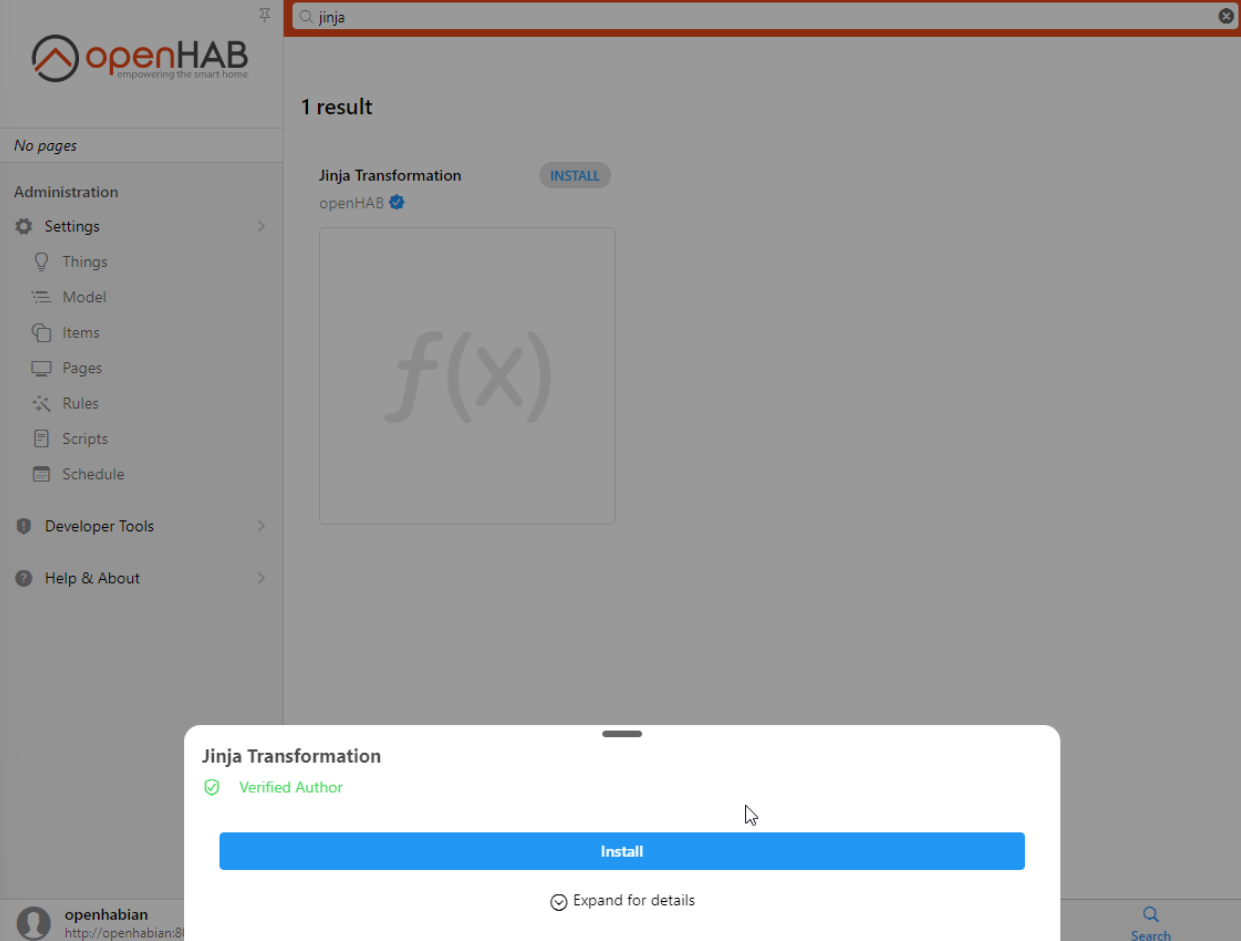 openHAB
empowering the smart home
No pages
Administration
Settings
Things
Model
Items
Pages
Rules
Scripts
Schedule
Developer Tools
Help & About
openhabian
http://openhabian:80
jinja
1 result
Jinja Transformation
INSTALL
openHAB
f(x)
Jinja Transformation
Verified Author
Install
Expand for details
Search